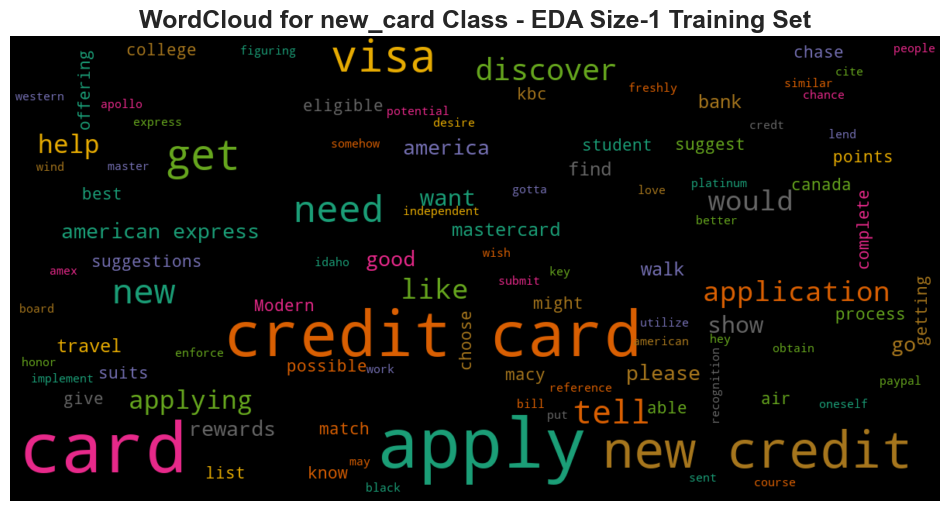 WordCloud for new_card Class - EDA Size-1 Training Set
college
figuring
visa
discover
chase
people
cite
western
apollo
offering
express
eligible
potential
desire
kbc
freshly
similar
chance
bank
credt
lend
help
wind
master
get
somehow
america
student
suggest
find
points
best
need
want
independent
gotta
love
platinum
would
better
canada
american express
mastercard
complete
suggestions
amex
idaho
good
wish
submit
key
walk
new
like
application
board
Modern
might
utilize
show
process
getting
travel
enforce
credit card
choose
american
hey
obtain
go
honor
implement
suits
possible
work
macy
reference
please
recognition
paypal
give
applying
bill
put
tell
able
air
oneself
card
rewards
match
apply
new credit
list
know
may
black
sent
course